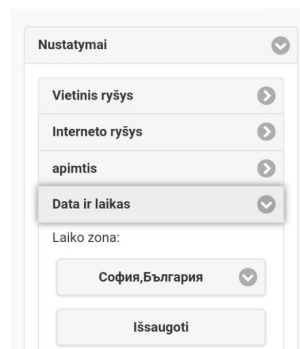 Nustatymai
Vietinis ryšys
Interneto ryšys
apimtis
Data ir laikas
Laiko zona:
София,България
Išsaugoti